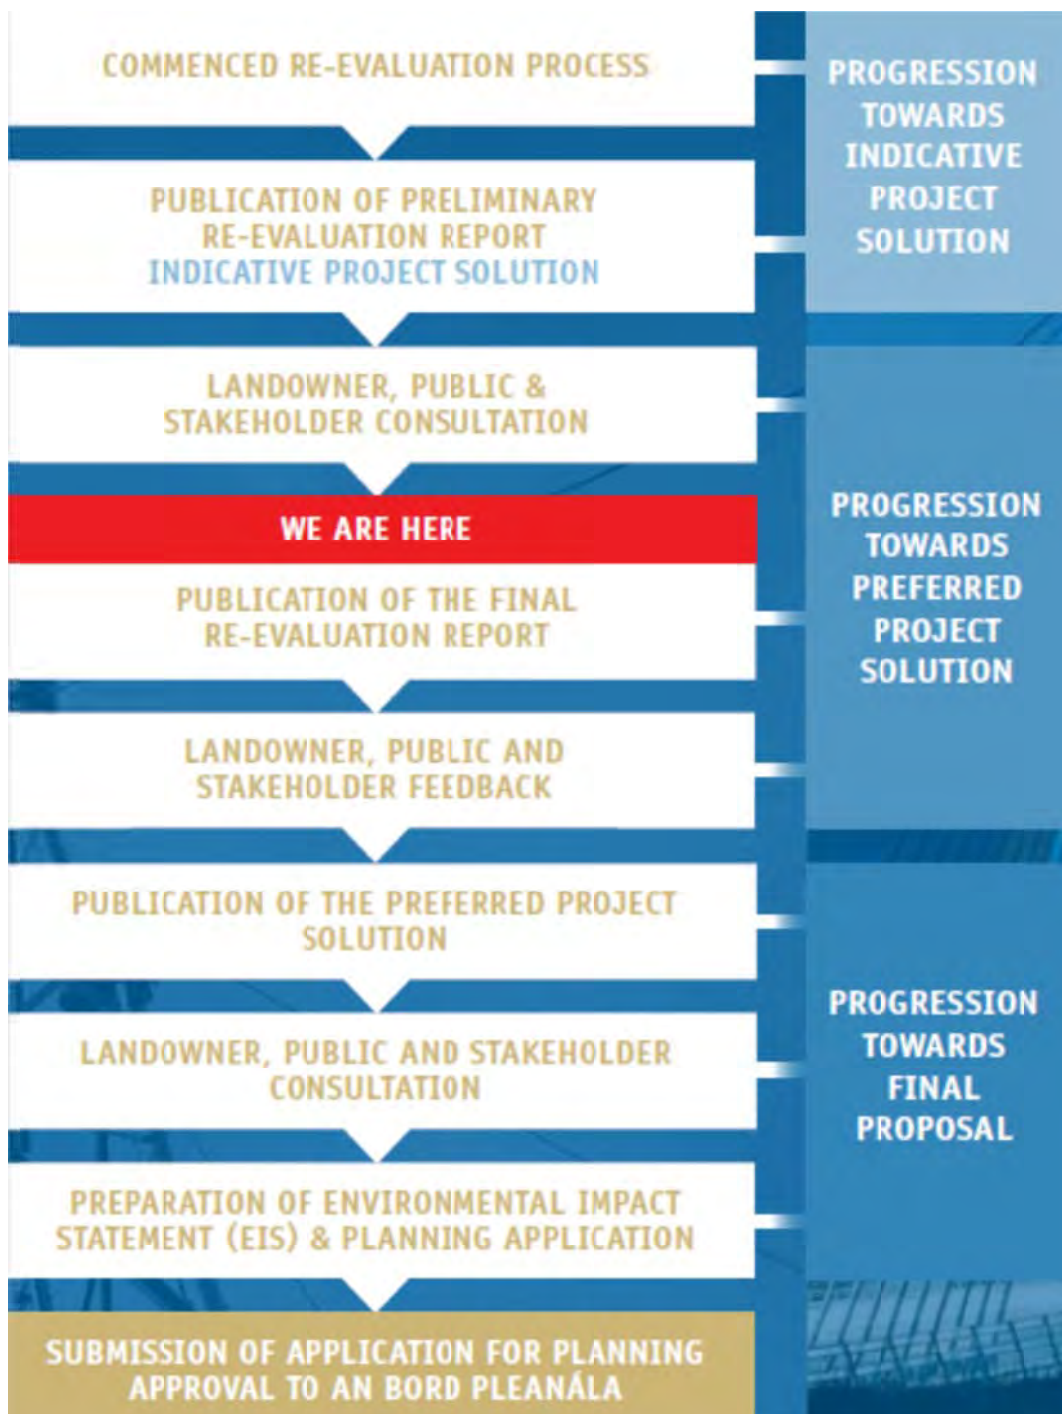 COMMENCED RE-EVALUATION PROCESS
PUBLICATION OF PRELIMINARY
RE-EVALUATION REPORT
INDICATIVE PROJECT SOLUTION
PROGRESSION
TOWARDS
INDICATIVE
PROJECT
SOLUTION
LANDOWNER, PUBLIC &
STAKEHOLDER CONSULTATION
WE ARE HERE
PUBLICATION OF THE FINAL
RE-EVALUATION REPORT
LANDOWNER, PUBLIC AND
STAKEHOLDER FEEDBACK
PROGRESSION
TOWARDS
PREFERRED
PROJECT
SOLUTION
PUBLICATION OF THE PREFERRED PROJECT
SOLUTION
LANDOWNER, PUBLIC AND STAKEHOLDER
CONSULTATION
PREPARATION OF ENVIRONMENTAL IMPACT
STATEMENT (EIS) & PLANNING APPLICATION
PROGRESSION
TOWARDS
FINAL
PROPOSAL
SUBMISSION OF APPLICATION FOR PLANNING
APPROVAL TO AN BORD PLEANÁLA